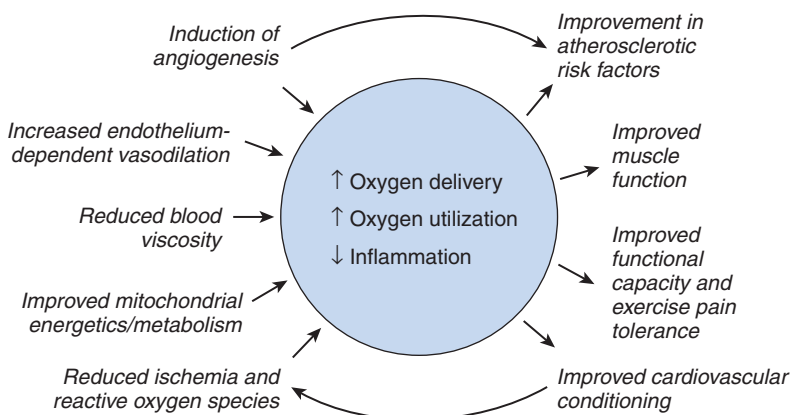 Induction of
angiogenesis
Improvement in
atherosclerotic
risk factors
Increased endothelium-
dependent vasodilation
Reduced blood
viscosity
Improved mitochondrial
energetics/metabolism
Reduced ischemia and
reactive oxygen species
↑ Oxygen delivery
↑ Oxygen utilization
↓ Inflammation
Improved
muscle
function
Improved
functional
capacity and
exercise pain
tolerance
Improved cardiovascular
conditioning